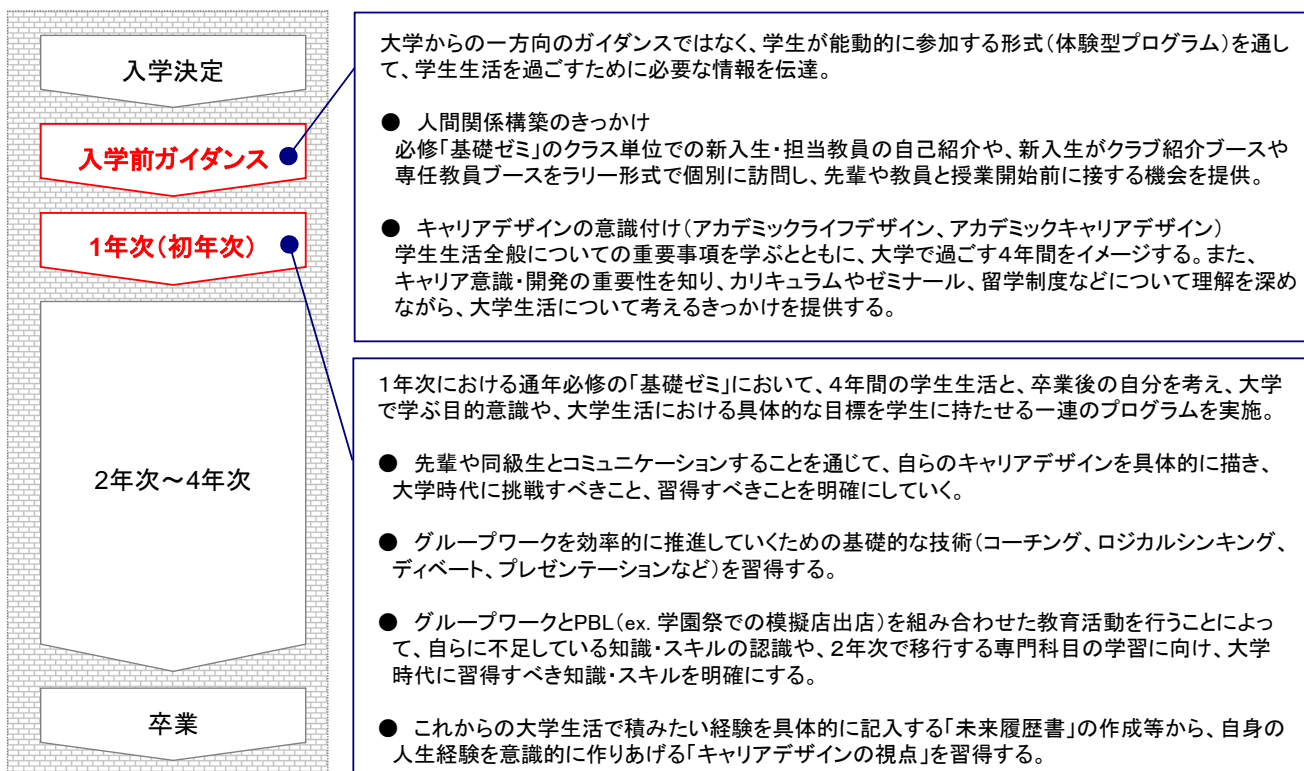 入学決定
入学前ガイダンス
1年次(初年次)
2年次～4年次
卒業
大学からの一方向のガイダンスではなく、学生が能動的に参加する形式(体験型プログラム)を通し
て、学生生活を過ごすために必要な情報を伝達。
● 人間関係構築のきっかけ
必修「基礎ゼミ」のクラス単位での新入生・担当教員の自己紹介や、新入生がクラブ紹介ブースや
専任教員ブースをラリー形式で個別に訪問し、先輩や教員と授業開始前に接する機会を提供。
● キャリアデザインの意識付け(アカデミックライフデザイン、アカデミックキャリアデザイン)
学生生活全般についての重要事項を学ぶとともに、大学で過ごす4年間をイメージする。また、
キャリア意識・開発の重要性を知り、カリキュラムやゼミナール、留学制度などについて理解を深め
ながら、大学生活について考えるきっかけを提供する。
1年次における通年必修の「基礎ゼミ」において、4年間の学生生活と、卒業後の自分を考え、大学
で学ぶ目的意識や、大学生活における具体的な目標を学生に持たせる一連のプログラムを実施。
● 先輩や同級生とコミュニケーションすることを通じて、自らのキャリアデザインを具体的に描き、
大学時代に挑戦すべきこと、習得すべきことを明確にしていく。
● グループワークを効率的に推進していくための基礎的な技術(コーチング、ロジカルシンキング、
ディベート、プレゼンテーションなど)を習得する。
● グループワークとPBL(ex. 学園祭での模擬店出店)を組み合わせた教育活動を行うことによっ
て、自らに不足している知識・スキルの認識や、2年次で移行する専門科目の学習に向け、大学
時代に習得すべき知識・スキルを明確にする。
● これからの大学生活で積みたい経験を具体的に記入する「未来履歴書」の作成等から、自身の
人生経験を意識的に作りあげる「キャリアデザインの視点」を習得する。